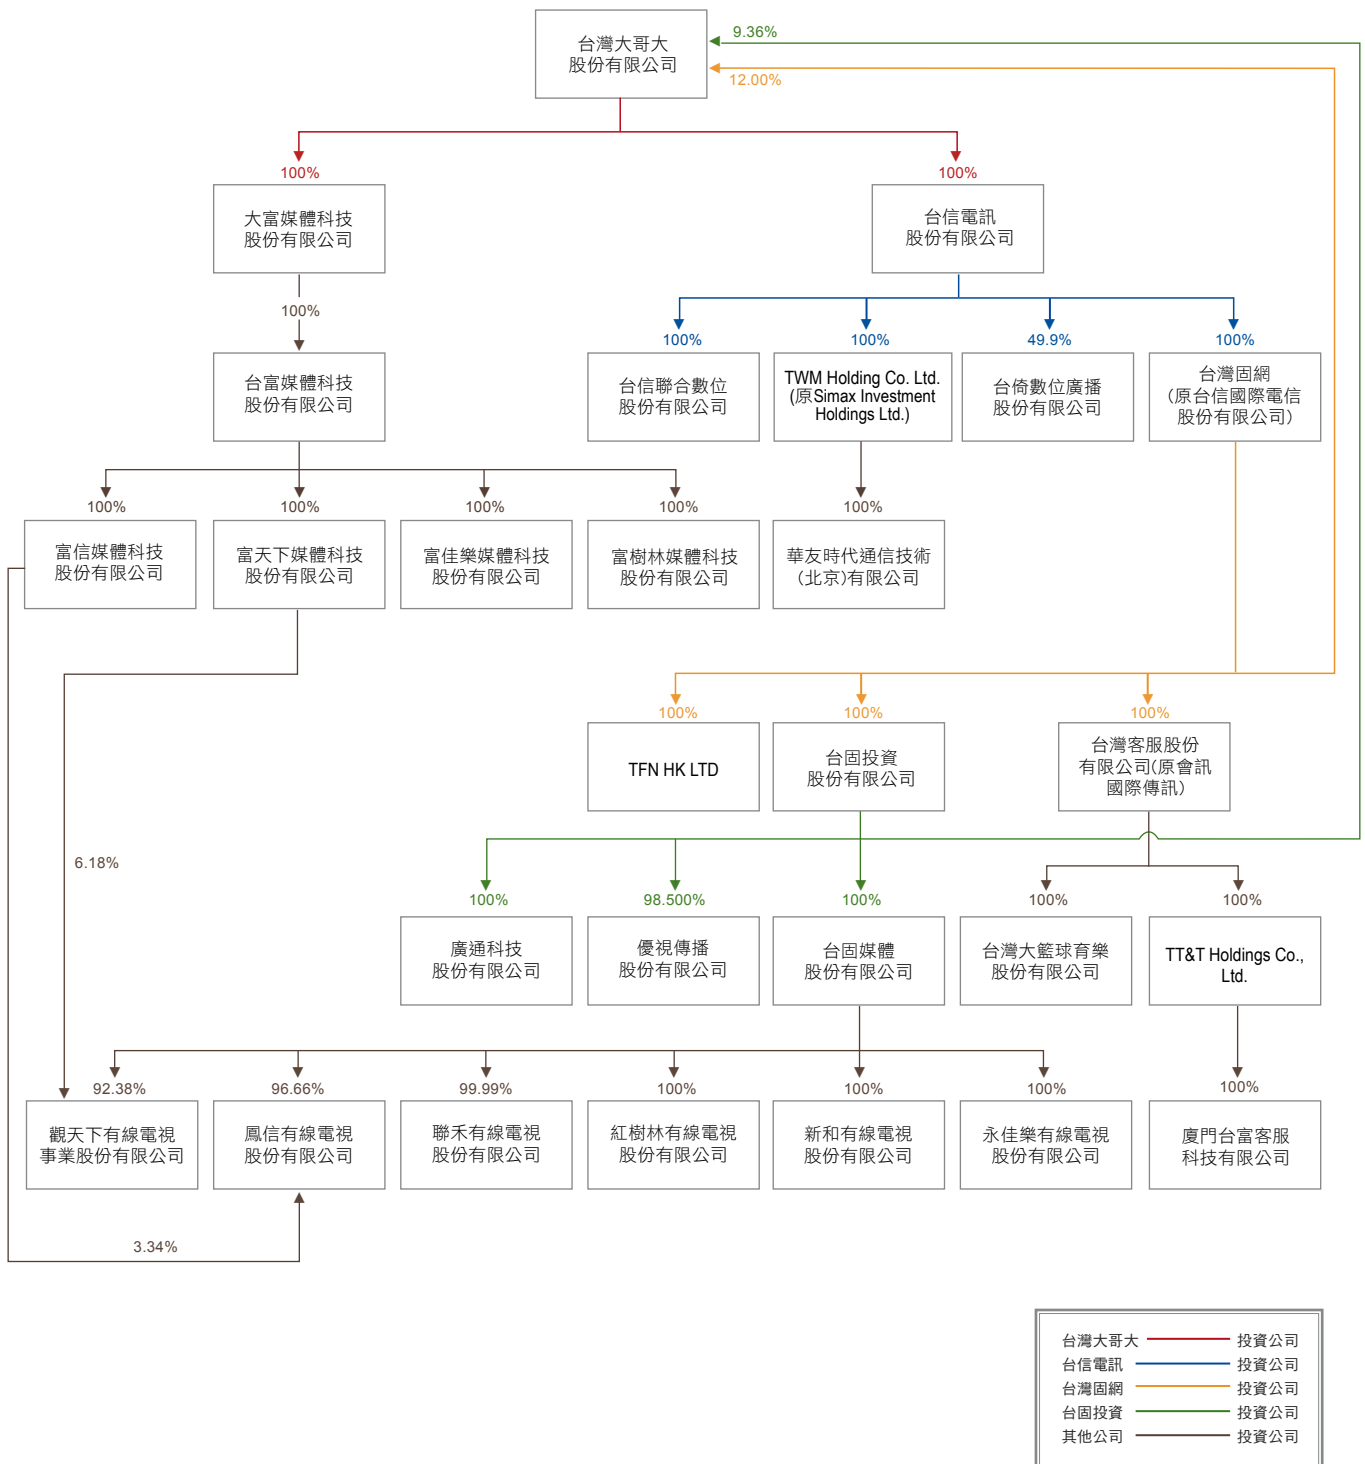 台灣大哥大
股份有限公司
9.36%
12.00%
100%
100%
大富媒體科技
股份有限公司
台信電訊
股份有限公司
100%
100%
100%
49.9%
100%
台富媒體科技
股份有限公司
台信聯合數位
股份有限公司
TWM Holding Co. Ltd.
(原Simax Investment
Holdings Ltd.)
台倚數位廣播
股份有限公司
台灣固網
(原台信國際電信
股份有限公司)
100%
100%
100%
100%
100%
富信媒體科技
股份有限公司
富天下媒體科技
股份有限公司
富佳樂媒體科技
股份有限公司
富樹林媒體科技
股份有限公司
華友時代通信技術
(北京)有限公司
100%
100%
100%
TFN HK LTD
台固投資
股份有限公司
台灣客服股份
有限公司(原會訊
國際傳訊)
6.18%
100%
98.500%
100%
100%
100%
廣通科技
股份有限公司
優視傳播
股份有限公司
台固媒體
股份有限公司
台灣大籃球育樂
股份有限公司
TT&T Holdings Co.,
Ltd.
92.38%
96.66%
99.99%
100%
100%
100%
100%
觀天下有線電視
事業股份有限公司
鳳信有線電視
股份有限公司
聯禾有線電視
股份有限公司
紅樹林有線電視
股份有限公司
新和有線電視
股份有限公司
永佳樂有線電視
股份有限公司
廈門台富客服
科技有限公司
3.34%
台灣大哥大 投資公司
台信電訊 投資公司
台灣固網 投資公司
台固投資 投資公司
其他公司 投資公司